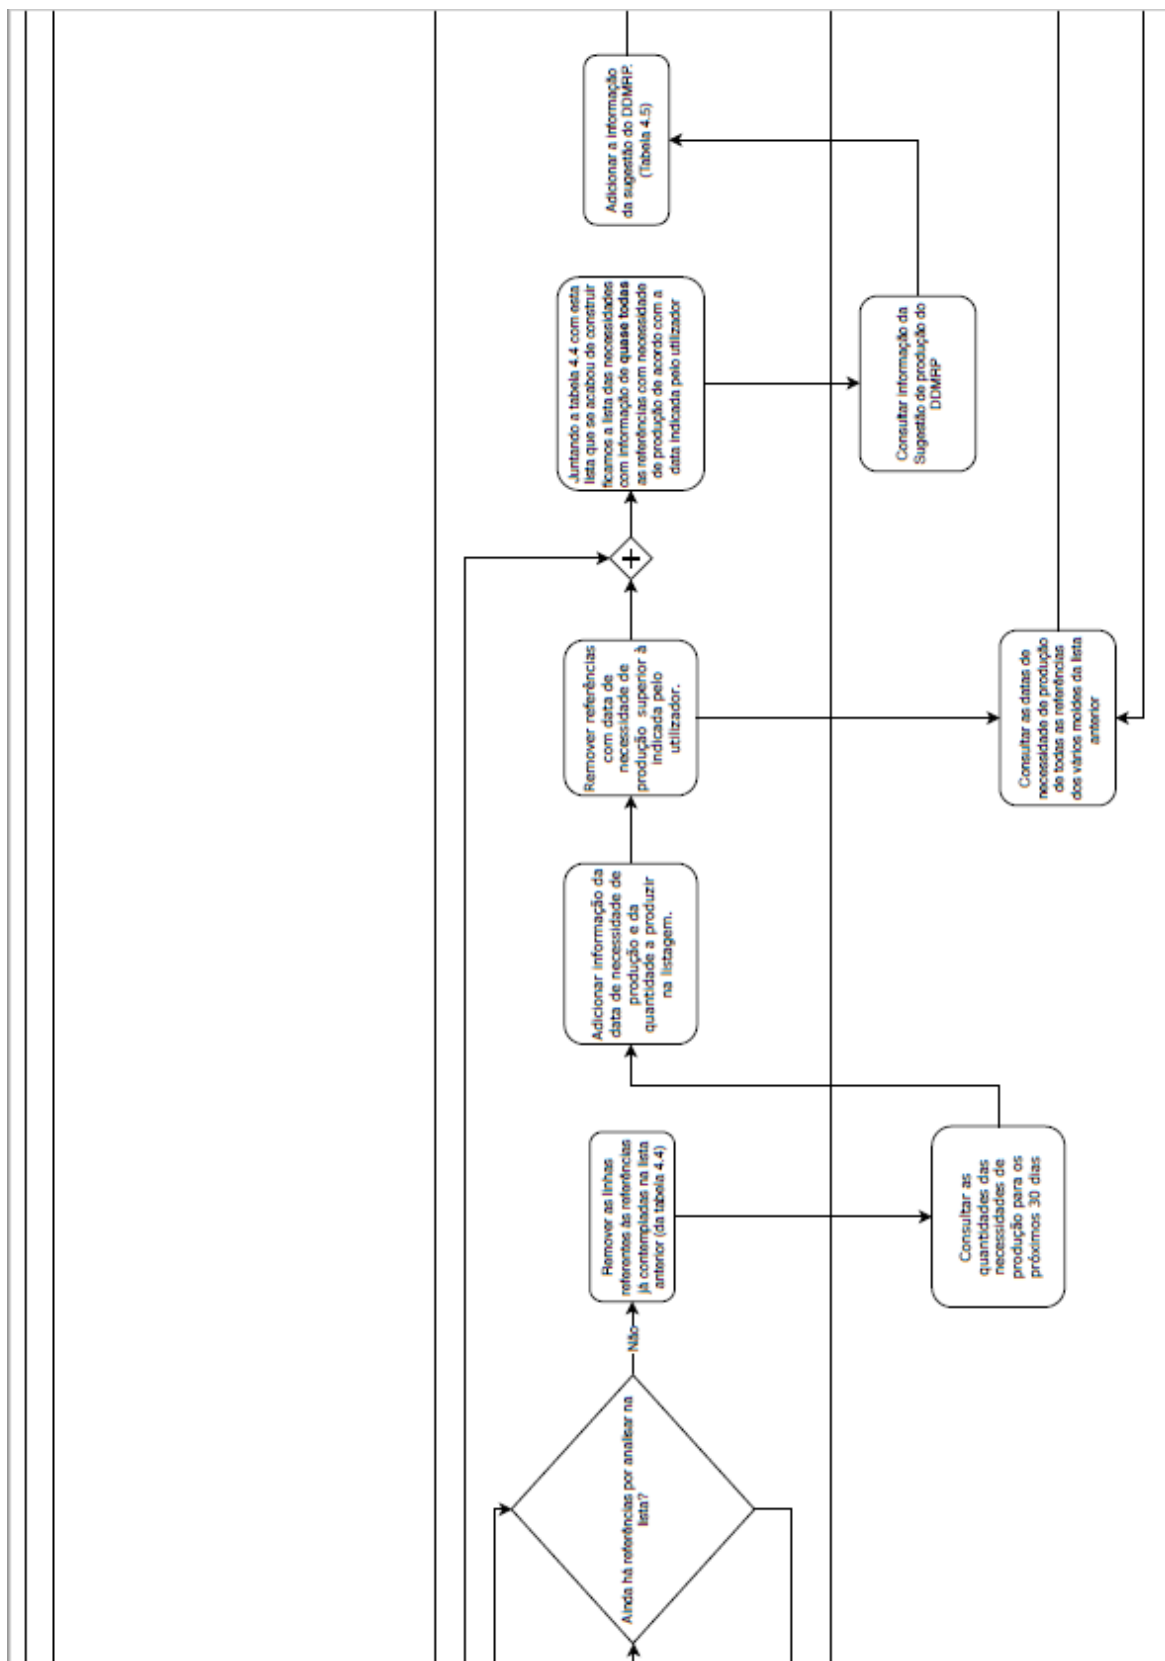 Ainda há referências por analisar na
lista?
Não
Remover as linhas
referentes às referências
já contempladas na lista
anterior (da tabela 4.4)
Consultar as
quantidades das
necessidades de
produção para os
próximos 30 dias
Adicionar informação da
data de necessidade de
produção e da
quantidade a produzir
na listagem.
Remover referências
com data de
necessidade de
produção superior à
indicada pelo
utilizador.
Consultar as datas de
necessidade de produção
de todas as referências
dos vários moldes da lista
anterior
Juntando a tabela 4.4 com esta
lista que se acabou de construir
ficamos a lista das necessidades
com informação de quase todas
as referências com necessidade
de produção de acordo com a
data indicada pelo utilizador
Consultar informação da
Sugestão de produção do
DDMRP
Adicionar a informação
da sugestão do DDMRP.
(Tabela 4.5)